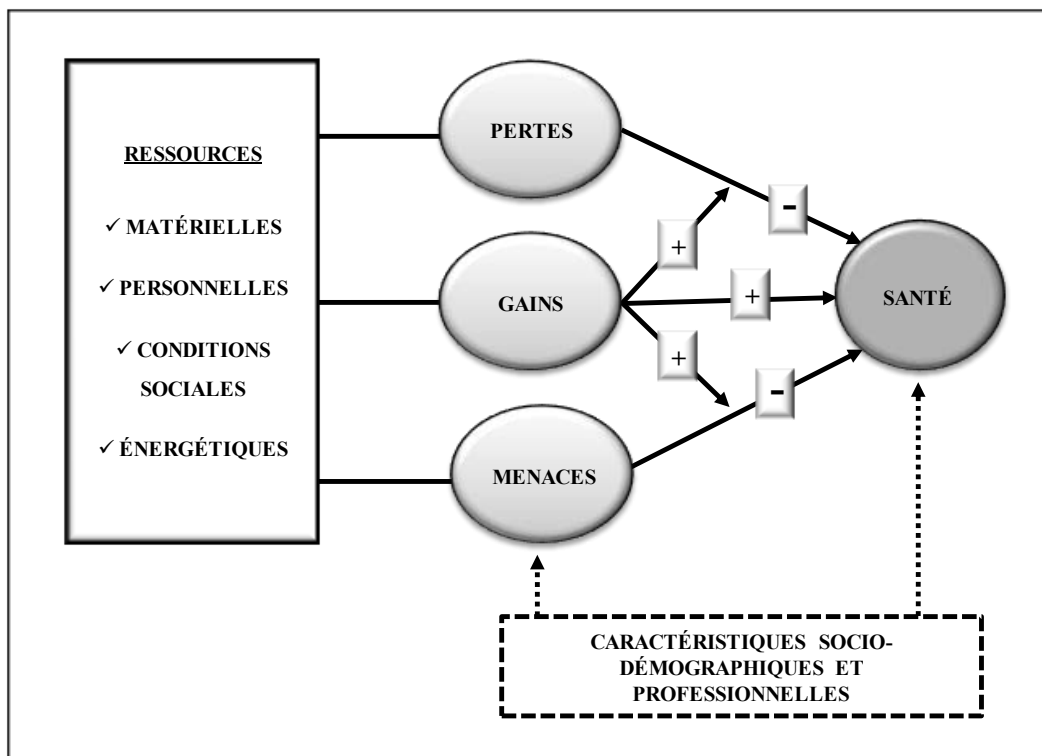 RESSOURCES
✓ MATÉRIELLES
✓ PERSONNELLES
✓ CONDITIONS
SOCIALES
✓ ÉNERGÉTIQUES
PERTES
GAINS
MENACES
+
+
+
-
-
SANTÉ
CARACTÉRISTIQUES SOCIO-
DÉMOGRAPHIQUES ET
PROFESSIONNELLES